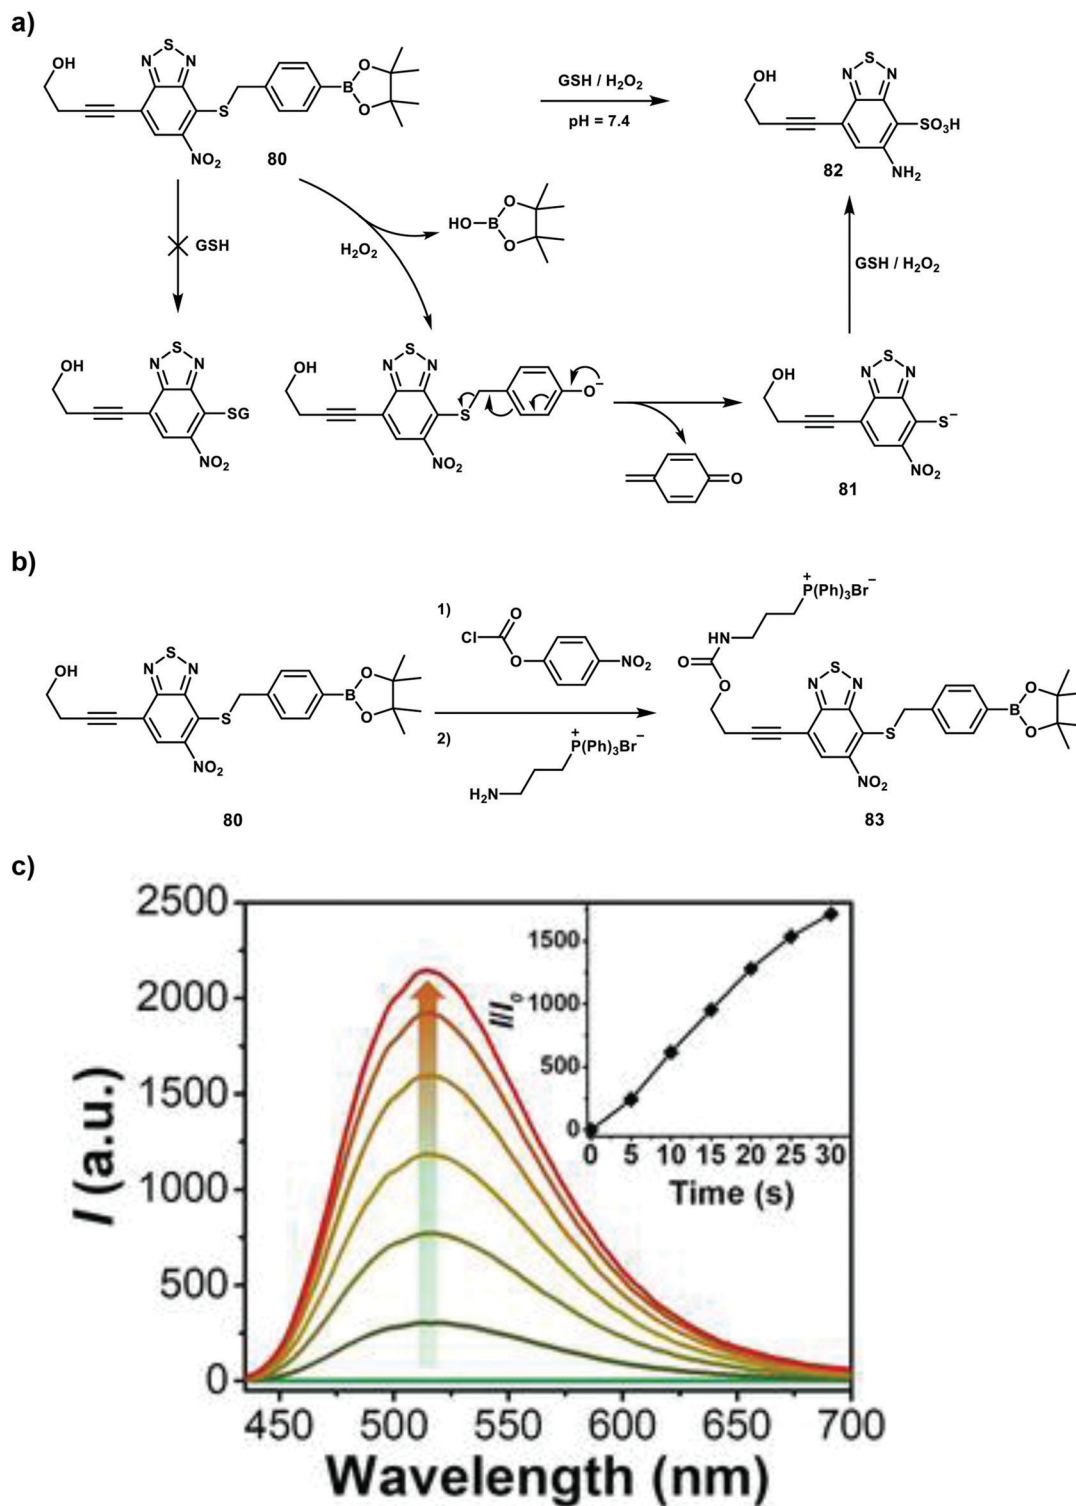 a)
OH
S
N
N
S
B
O
O
NO₂
80
GSH / H₂O₂
pH = 7.4
OH
S
N
N
SO₃H
NH₂
82
GSH
H₂O₂
HO
B
O
O
GSH / H₂O₂
OH
S
N
N
SG
NO₂
OH
S
N
N
S
O⁻
NO₂
O
OH
S
N
N
S⁻
NO₂
81
b)
OH
S
N
N
S
B
O
O
NO₂
80
1)
Cl
O
O
NO₂
2)
H₂N
P(Ph)₃Br⁻
+
P(Ph)₃Br⁻
+
NH
O
O
S
N
N
S
B
O
O
NO₂
83
c)
I (a.u.)
2500
2000
1500
1000
500
0
450 500 550 600 650 700
Wavelength (nm)
I/I₀
1500
1000
500
0
0 5 10 15 20 25 30
Time (s)